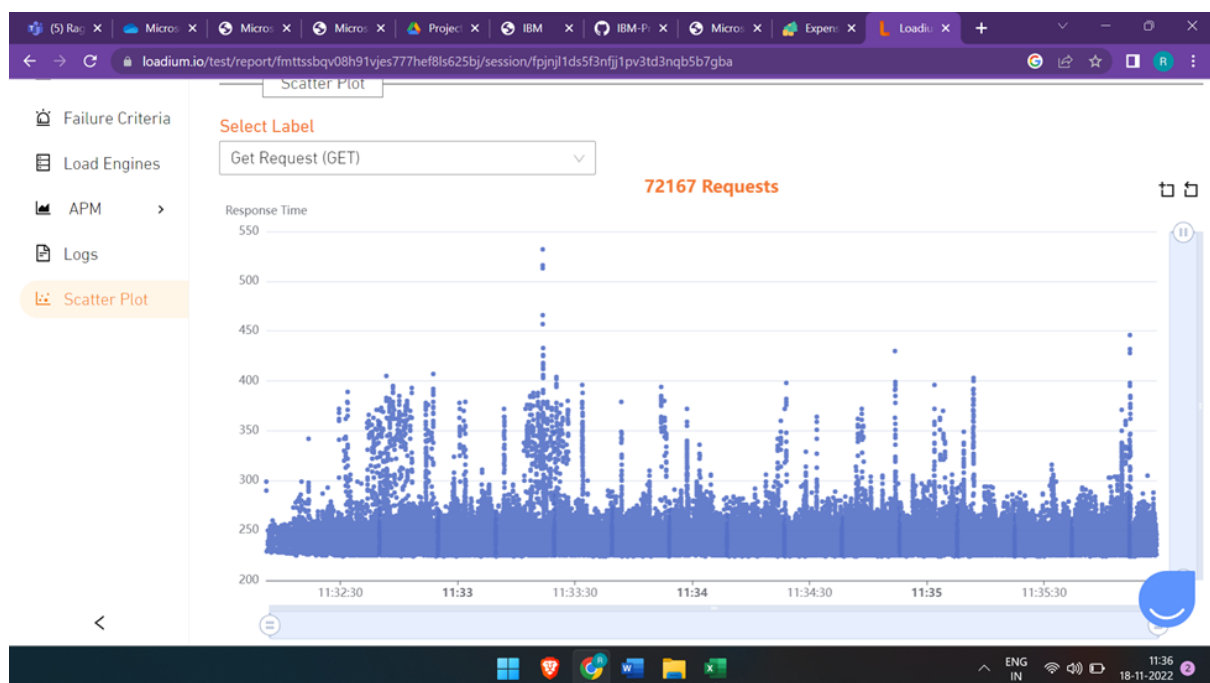 (5) Rag
Micros
Micros
Micros
Project
IBM
IBM-Pr
Micros
Expens
Loadiu
loadium.io/test/report/fmttssbqv08h91vjes777hef8ls625bj/session/fpjnjl1ds5f3nfjj1pv3td3nqb5b7gba
R
Scatter Plot
Failure Criteria
Load Engines
APM
Logs
Scatter Plot
Select Label
Get Request (GET)
72167 Requests
Response Time
550
500
450
400
350
300
250
200
11:32:30 11:33 11:33:30 11:34 11:34:30 11:35 11:35:30
ENG
IN
11:36
18-11-2022
2